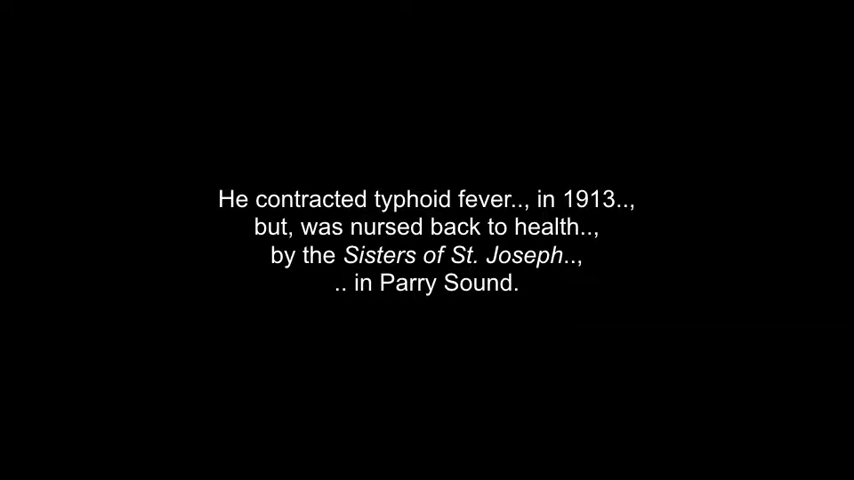 He contracted typhoid fever.., in 1913..,
but, was nursed back to health..,
by the Sisters of St. Joseph..,
.. in Parry Sound.